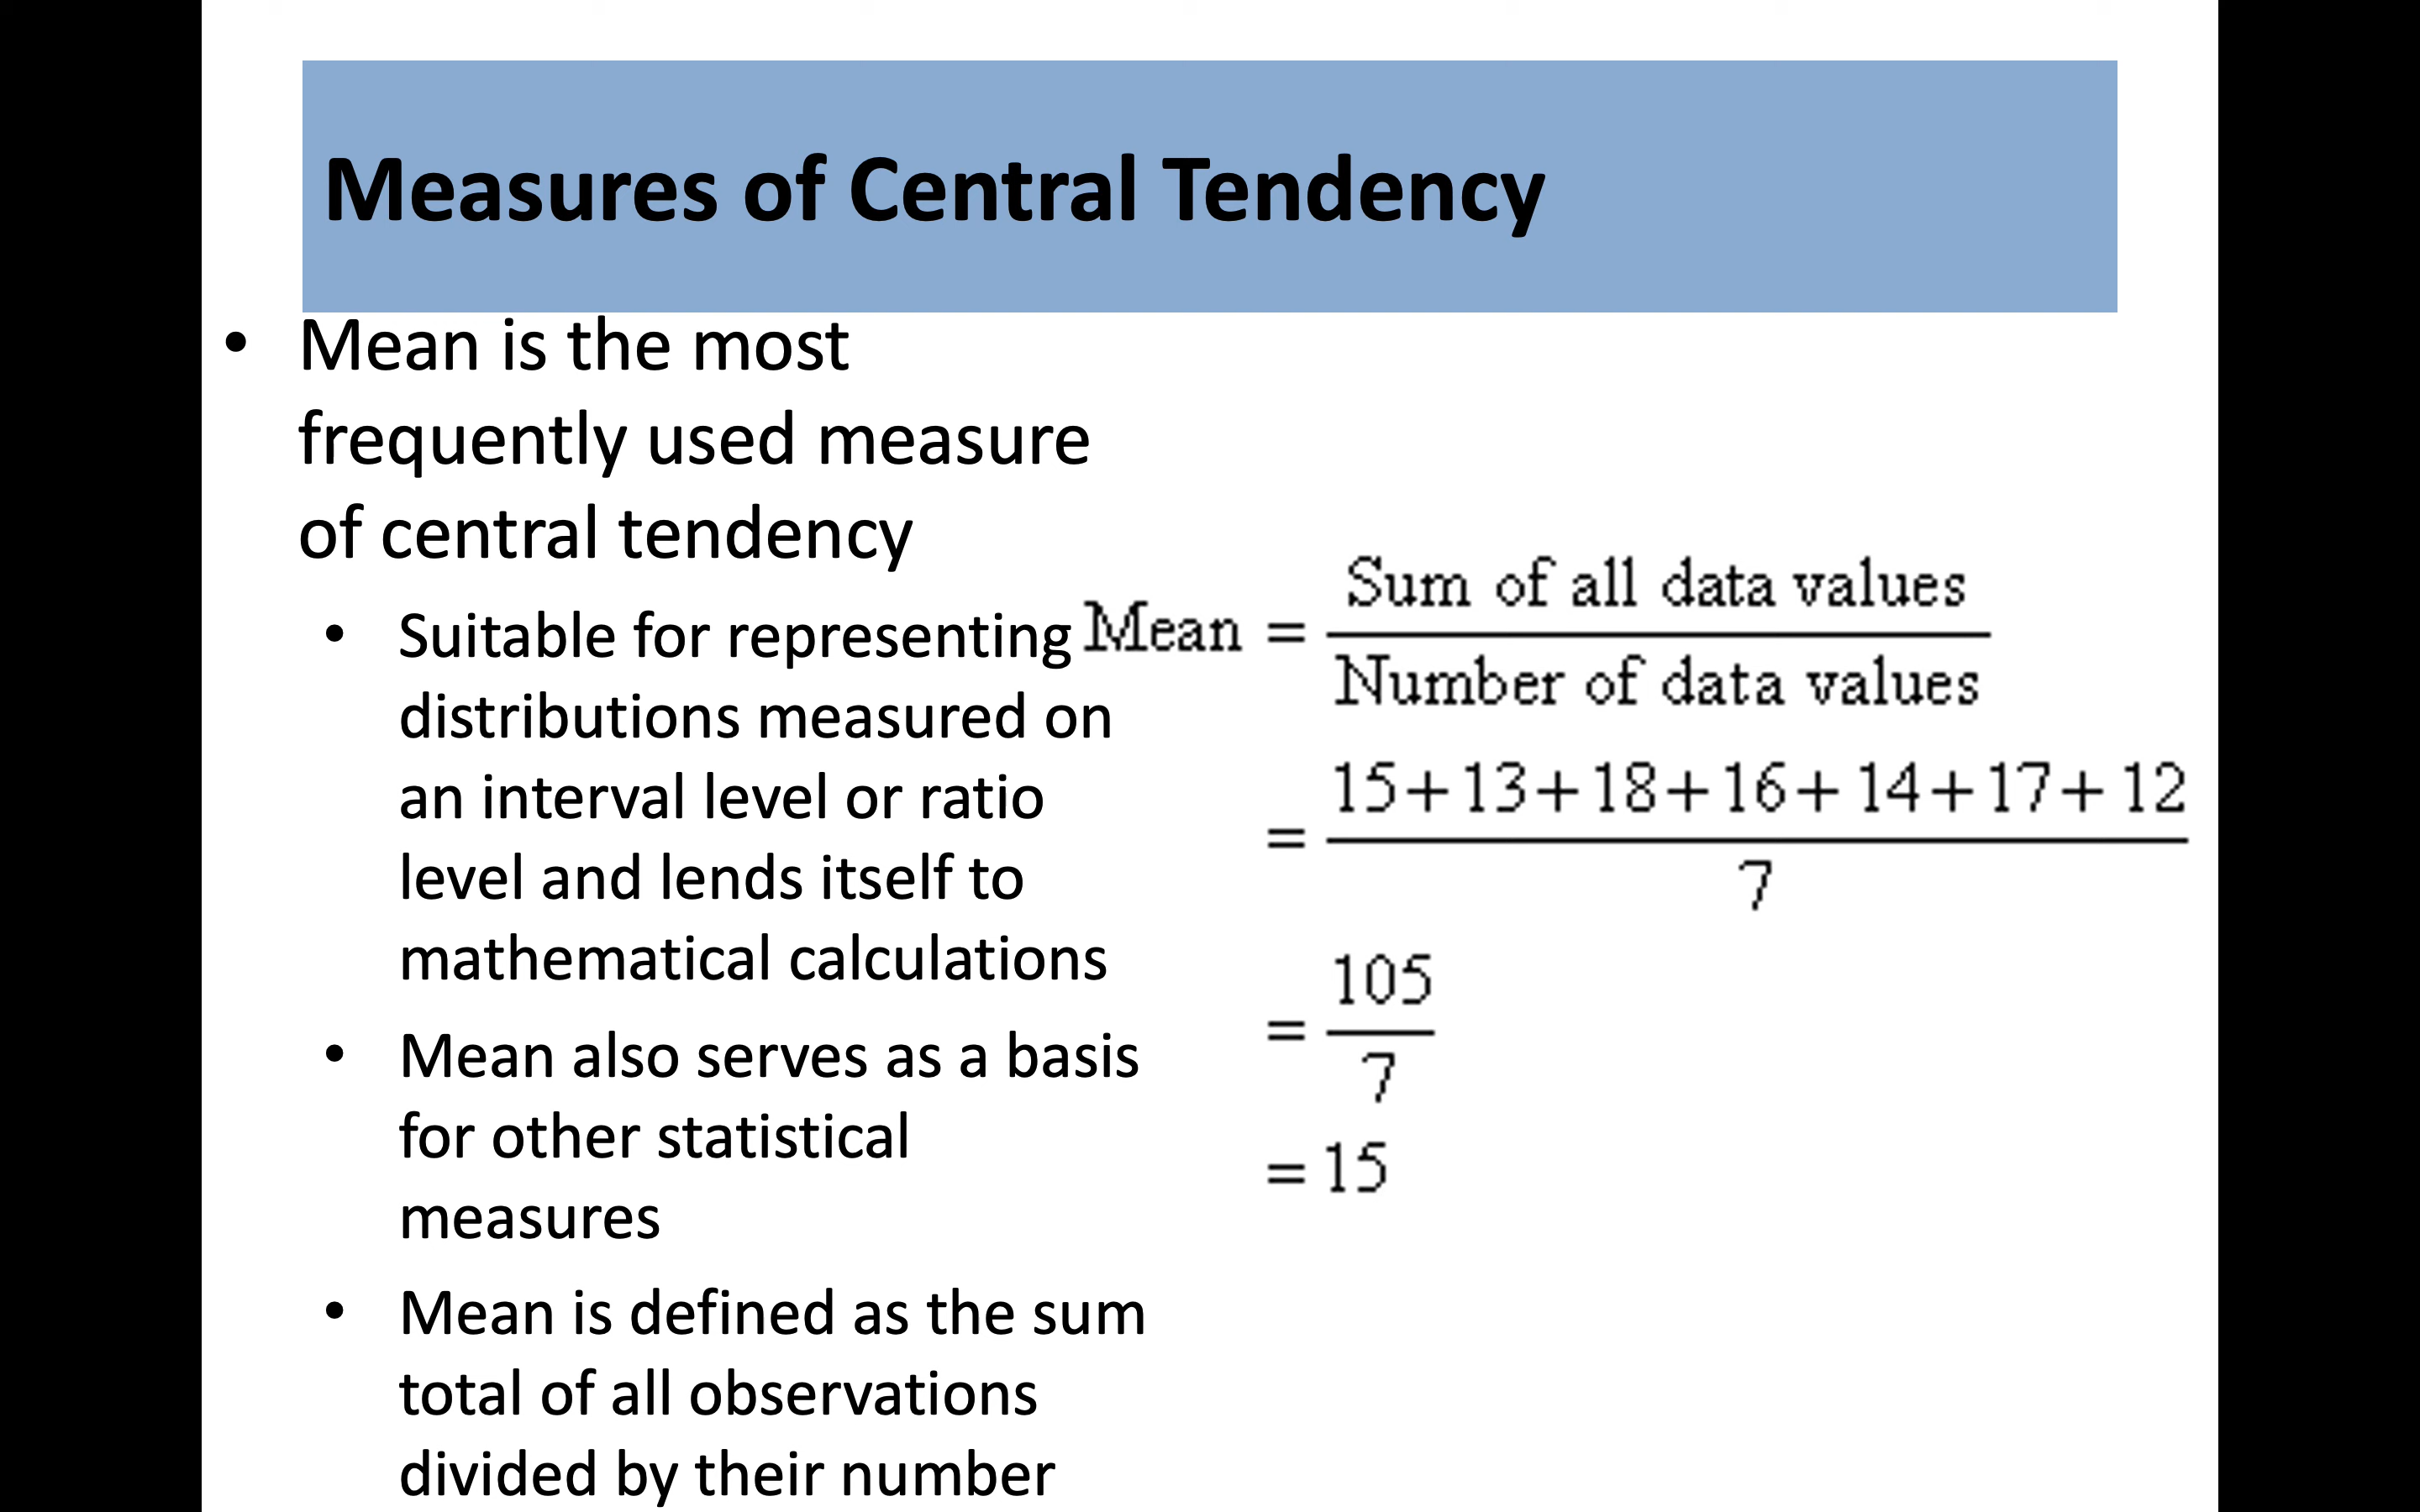 Measures of Central Tendency
• Mean is the most
frequently used measure
of central tendency
• Suitable for representing
distributions measured on
an interval level or ratio
level and lends itself to
mathematical calculations
• Mean also serves as a basis
for other statistical
measures
• Mean is defined as the sum
total of all observations
divided by their number
Sum of all data values
Mean =
Number of data values
15+13+18+16+14+17+12
=
7
105
=
7
=15